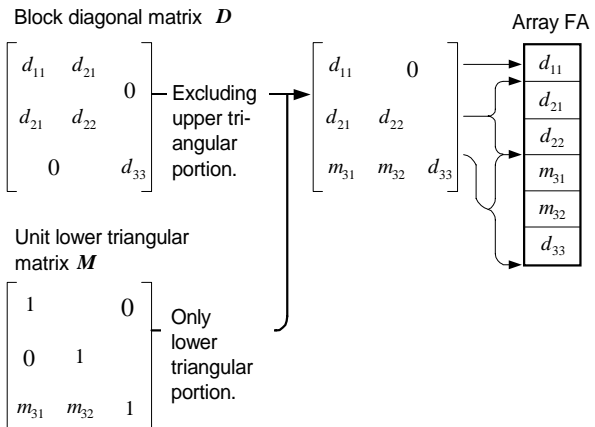 Block diagonal matrix D
d₁₁ d₂₁
0
d₂₁ d₂₂
0 d₃₃
Excluding
upper tri-
angular
portion.
d₁₁ 0
d₂₁ d₂₂
m₃₁ m₃₂ d₃₃
Array FA
d₁₁
d₂₁
d₂₂
m₃₁
m₃₂
d₃₃
Unit lower triangular
matrix M
1 0
0 1
m₃₁ m₃₂ 1
Only
lower
triangular
portion.